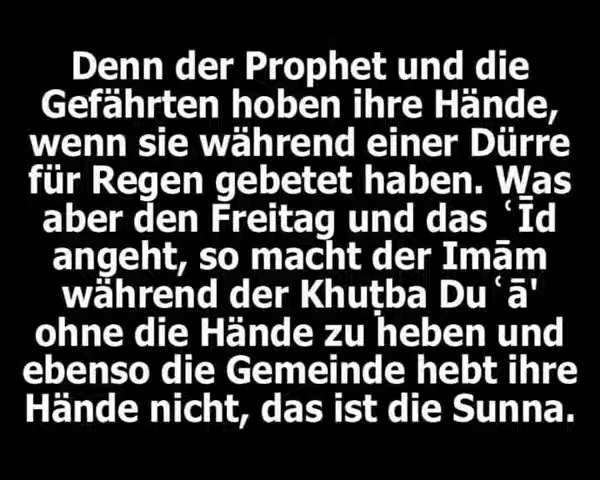 Denn der Prophet und die
Gefährten hoben ihre Hände,
wenn sie während einer Dürre
für Regen gebetet haben. Was
aber den Freitag und das ʿĪd
angeht, so macht der Imām
während der Khuṭba Duʿā'
ohne die Hände zu heben und
ebenso die Gemeinde hebt ihre
Hände nicht, das ist die Sunna.